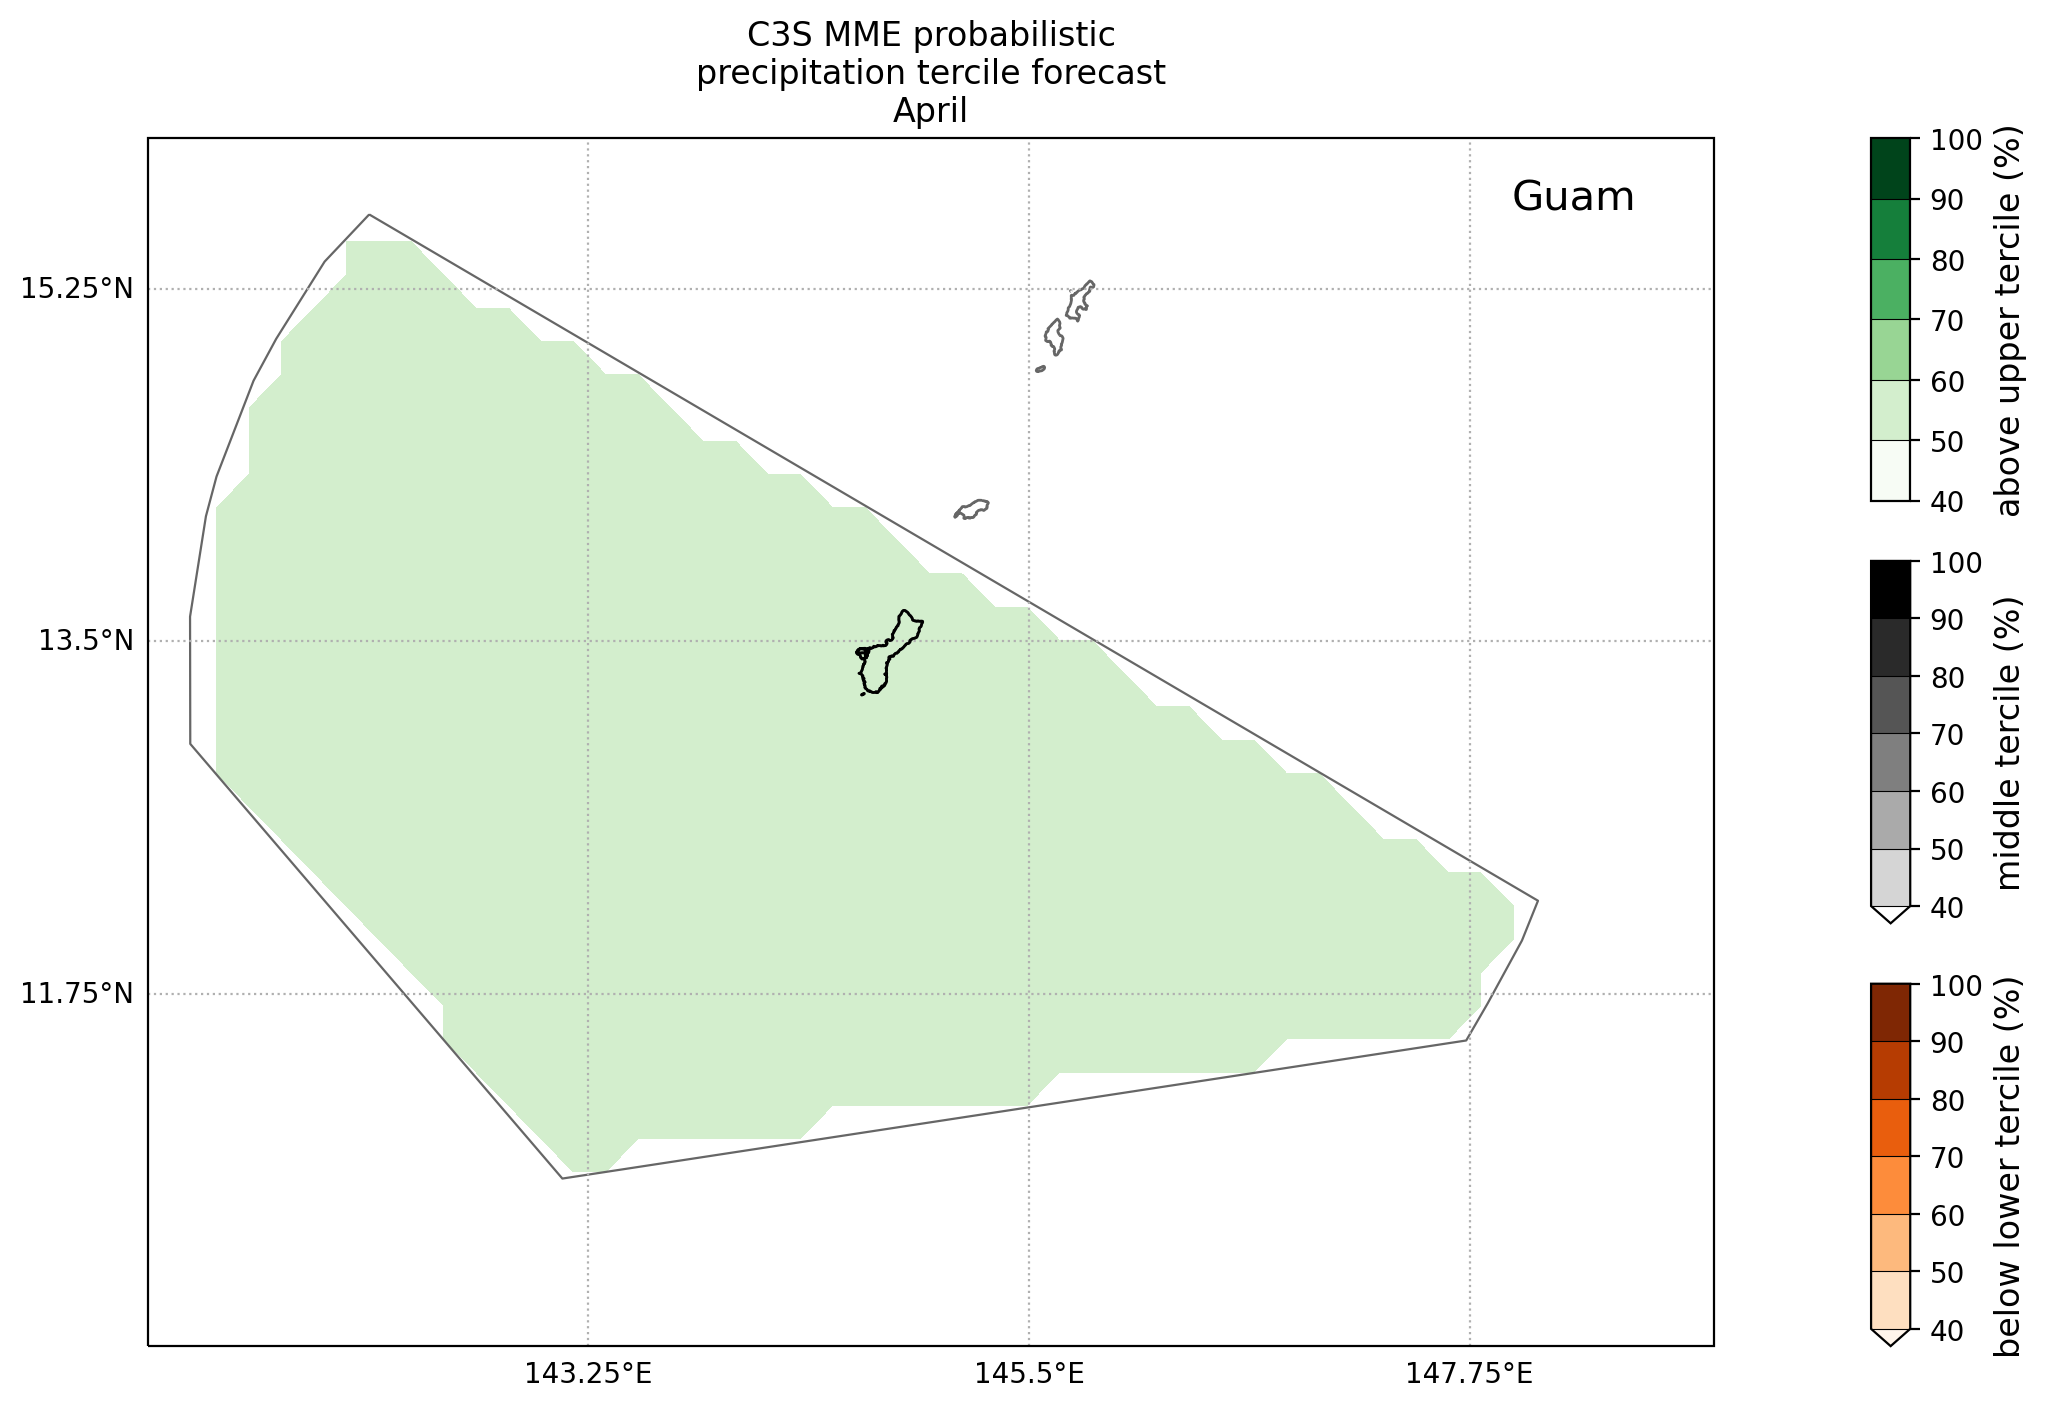 C3S MME probabilistic
precipitation tercile forecast
April
Guam
15.25°N
13.5°N
11.75°N
143.25°E
145.5°E
147.75°E
100
90
80
70
60
50
40
above upper tercile (%)
100
90
80
70
60
50
40
middle tercile (%)
100
90
80
70
60
50
40
below lower tercile (%)